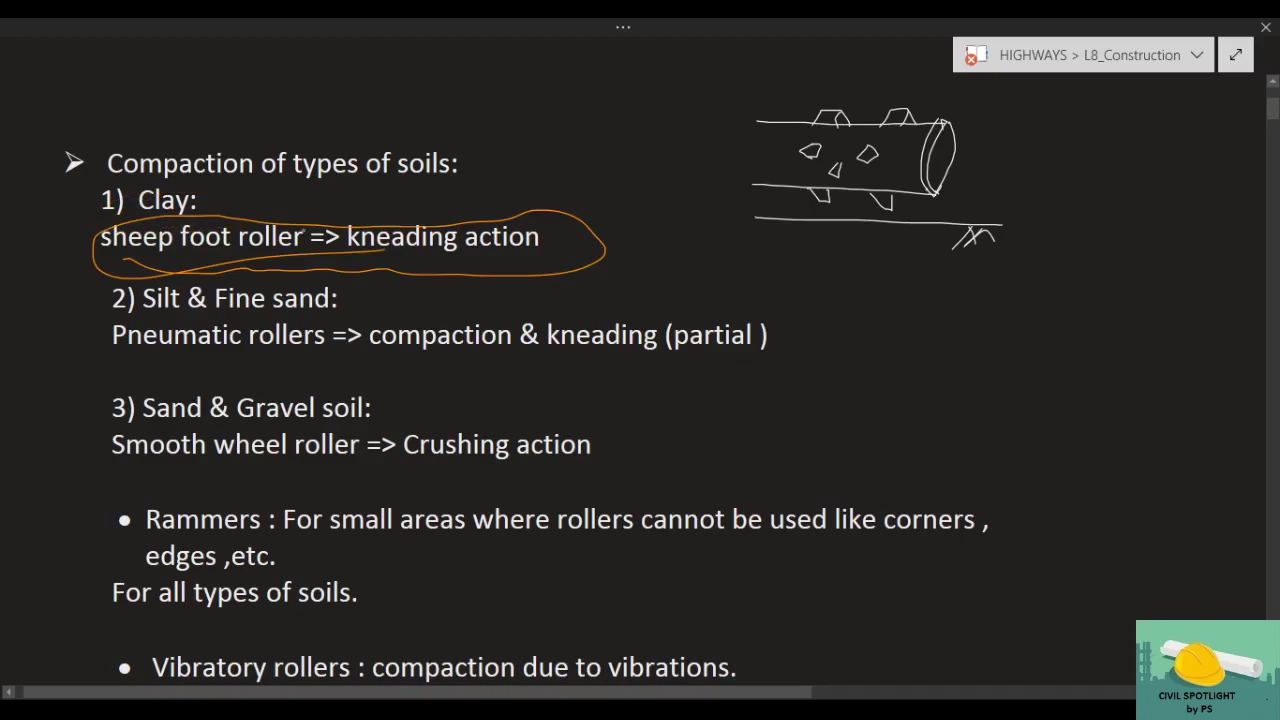 HIGHWAYS > L8_Construction
Compaction of types of soils:
1) Clay:
sheep foot roller => kneading action
2) Silt & Fine sand:
Pneumatic rollers => compaction & kneading (partial )
3) Sand & Gravel soil:
Smooth wheel roller => Crushing action
• Rammers : For small areas where rollers cannot be used like corners ,
edges ,etc.
For all types of soils.
• Vibratory rollers : compaction due to vibrations.
CIVIL SPOTLIGHT
by PS